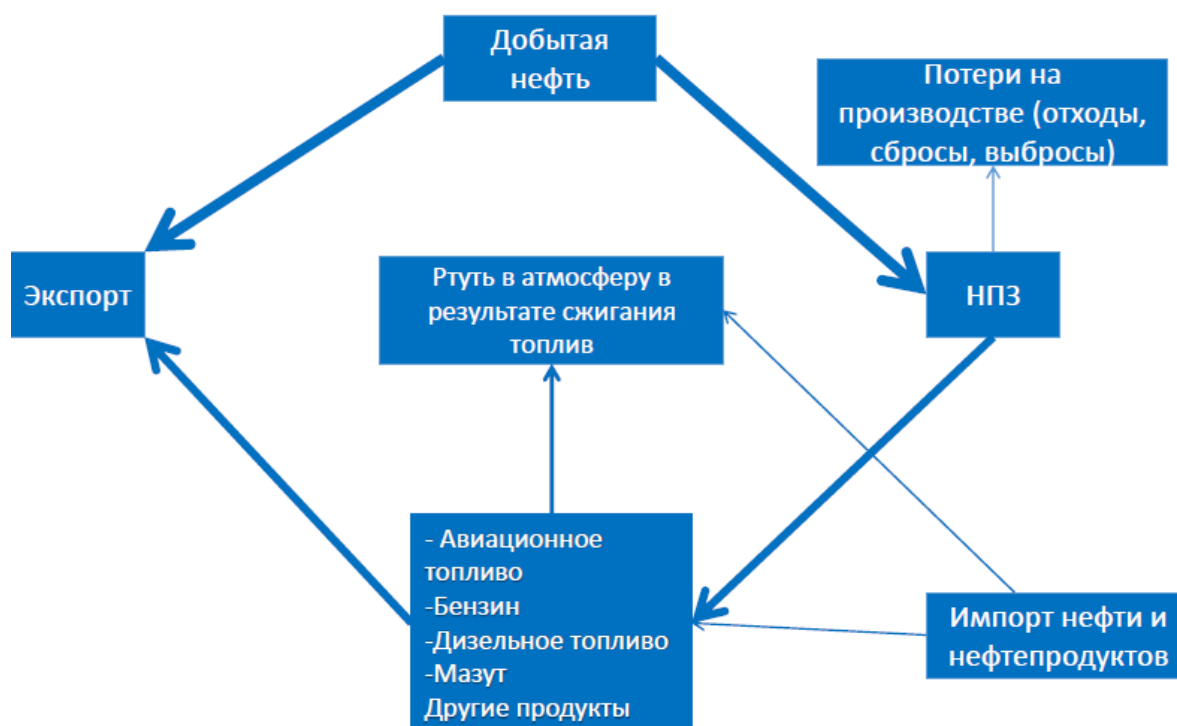 Добытая
нефть
Потери на
производстве (отходы,
сбросы, выбросы)
Экспорт
Ртуть в атмосферу в
результате сжигания
топлив
НПЗ
- Авиационное
топливо
-Бензин
-Дизельное топливо
-Мазут
Другие продукты
Импорт нефти и
нефтепродуктов